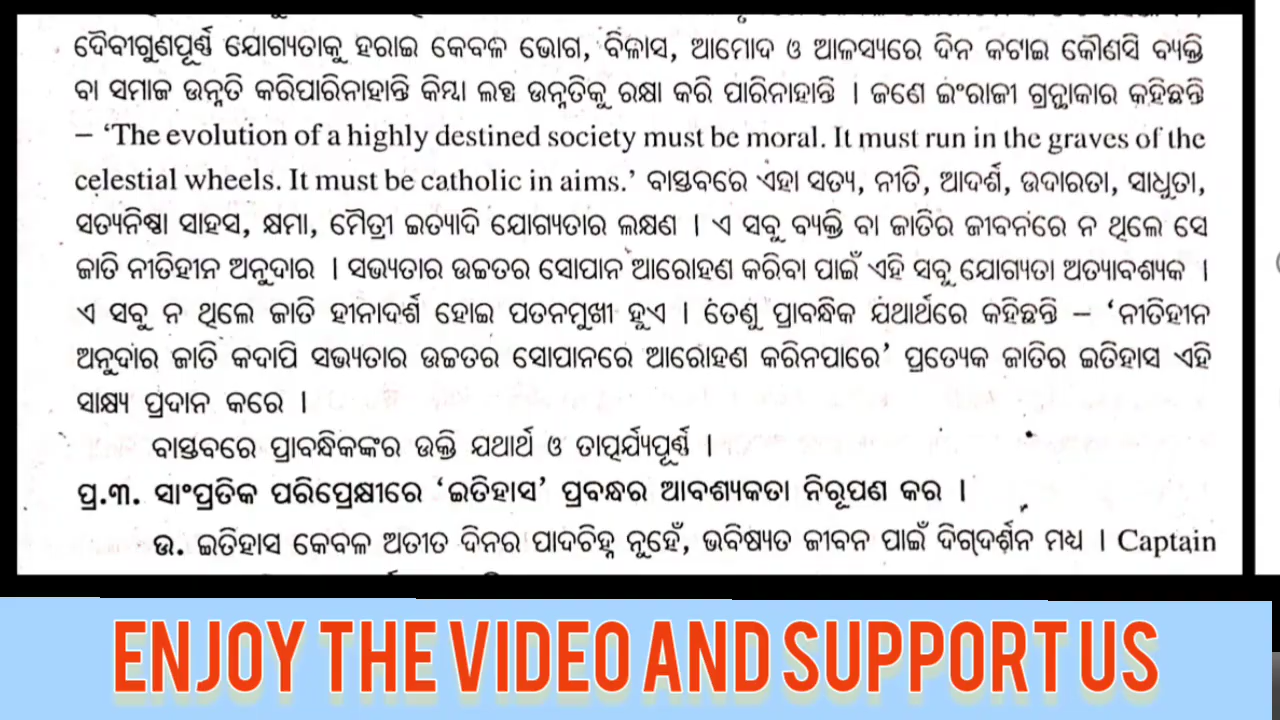 ଦୈବୀଗୁଣପୂର୍ଣ୍ଣ ଯୋଗ୍ୟତାକୁ ହରାଇ କେବଳ ଭୋଗ, ବିଳାସ, ଆମୋଦ ଓ ଆଳସ୍ୟରେ ଦିନ କଟାଇ କୌଣସି ବ୍ୟକ୍ତି
ବା ସମାଜ ଉନ୍ନତି କରିପାରିନାହାନ୍ତି କିମ୍ବା ଲବ୍ଧ ଉନ୍ନତିକୁ ରକ୍ଷା କରି ପାରିନାହାନ୍ତି । ଜଣେ ଇଂରାଜୀ ଗ୍ରନ୍ଥାକାର କହିଛନ୍ତି
– ‘The evolution of a highly destined society must be moral. It must run in the graves of the
celestial wheels. It must be catholic in aims.’ ବାସ୍ତବରେ ଏହା ସତ୍ୟ, ନୀତି, ଆଦର୍ଶ, ଉଦାରତା, ସାଧୁତା,
ସତ୍ୟନିଷ୍ଠା ସାହସ, କ୍ଷମା, ମୈତ୍ରୀ ଇତ୍ୟାଦି ଯୋଗ୍ୟତାର ଲକ୍ଷଣ । ଏ ସବୁ ବ୍ୟକ୍ତି ବା ଜାତିର ଜୀବନରେ ନ ଥିଲେ ସେ
ଜାତି ନୀତିହୀନ ଅନୁଦାର । ସଭ୍ୟତାର ଉଚ୍ଚତର ସୋପାନ ଆରୋହଣ କରିବା ପାଇଁ ଏହି ସବୁ ଯୋଗ୍ୟତା ଅତ୍ୟାବଶ୍ୟକ ।
ଏ ସବୁ ନ ଥିଲେ ଜାତି ହୀନାଦର୍ଶ ହୋଇ ପତନମୁଖୀ ହୁଏ । ତେଣୁ ପ୍ରାବନ୍ଧିକ ଯଥାର୍ଥରେ କହିଛନ୍ତି – ‘ନୀତିହୀନ
ଅନୁଦାର ଜାତି କଦାପି ସଭ୍ୟତାର ଉଚ୍ଚତର ସୋପାନରେ ଆରୋହଣ କରିନପାରେ’ ପ୍ରତ୍ୟେକ ଜାତିର ଇତିହାସ ଏହି
ସାକ୍ଷ୍ୟ ପ୍ରଦାନ କରେ ।
ବାସ୍ତବରେ ପ୍ରାବନ୍ଧିକଙ୍କର ଉକ୍ତି ଯଥାର୍ଥ ଓ ତାତ୍ପର୍ଯ୍ୟପୂର୍ଣ୍ଣ ।
ପ୍ର.୩. ସାଂପ୍ରତିକ ପରିପ୍ରେକ୍ଷୀରେ ‘ଇତିହାସ’ ପ୍ରବନ୍ଧର ଆବଶ୍ୟକତା ନିରୂପଣ କର ।
ଉ. ଇତିହାସ କେବଳ ଅତୀତ ଦିନର ପାଦଚିହ୍ନ ନୁହେଁ, ଭବିଷ୍ୟତ ଜୀବନ ପାଇଁ ଦିଗ୍‌ଦର୍ଶନ ମଧ୍ୟ । Captain
ENJOY THE VIDEO AND SUPPORT US